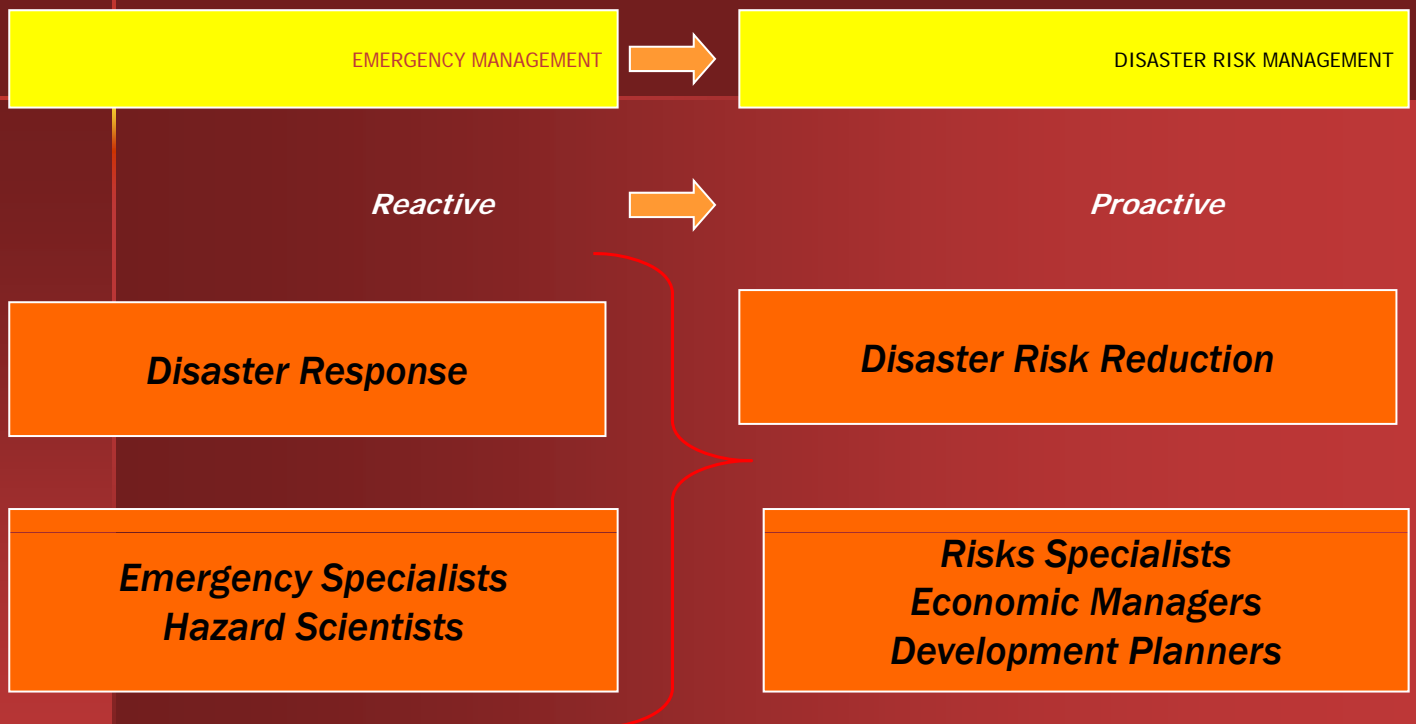 EMERGENCY MANAGEMENT
DISASTER RISK MANAGEMENT
Reactive
Proactive
Disaster Response
Disaster Risk Reduction
Emergency Specialists
Hazard Scientists
Risks Specialists
Economic Managers
Development Planners